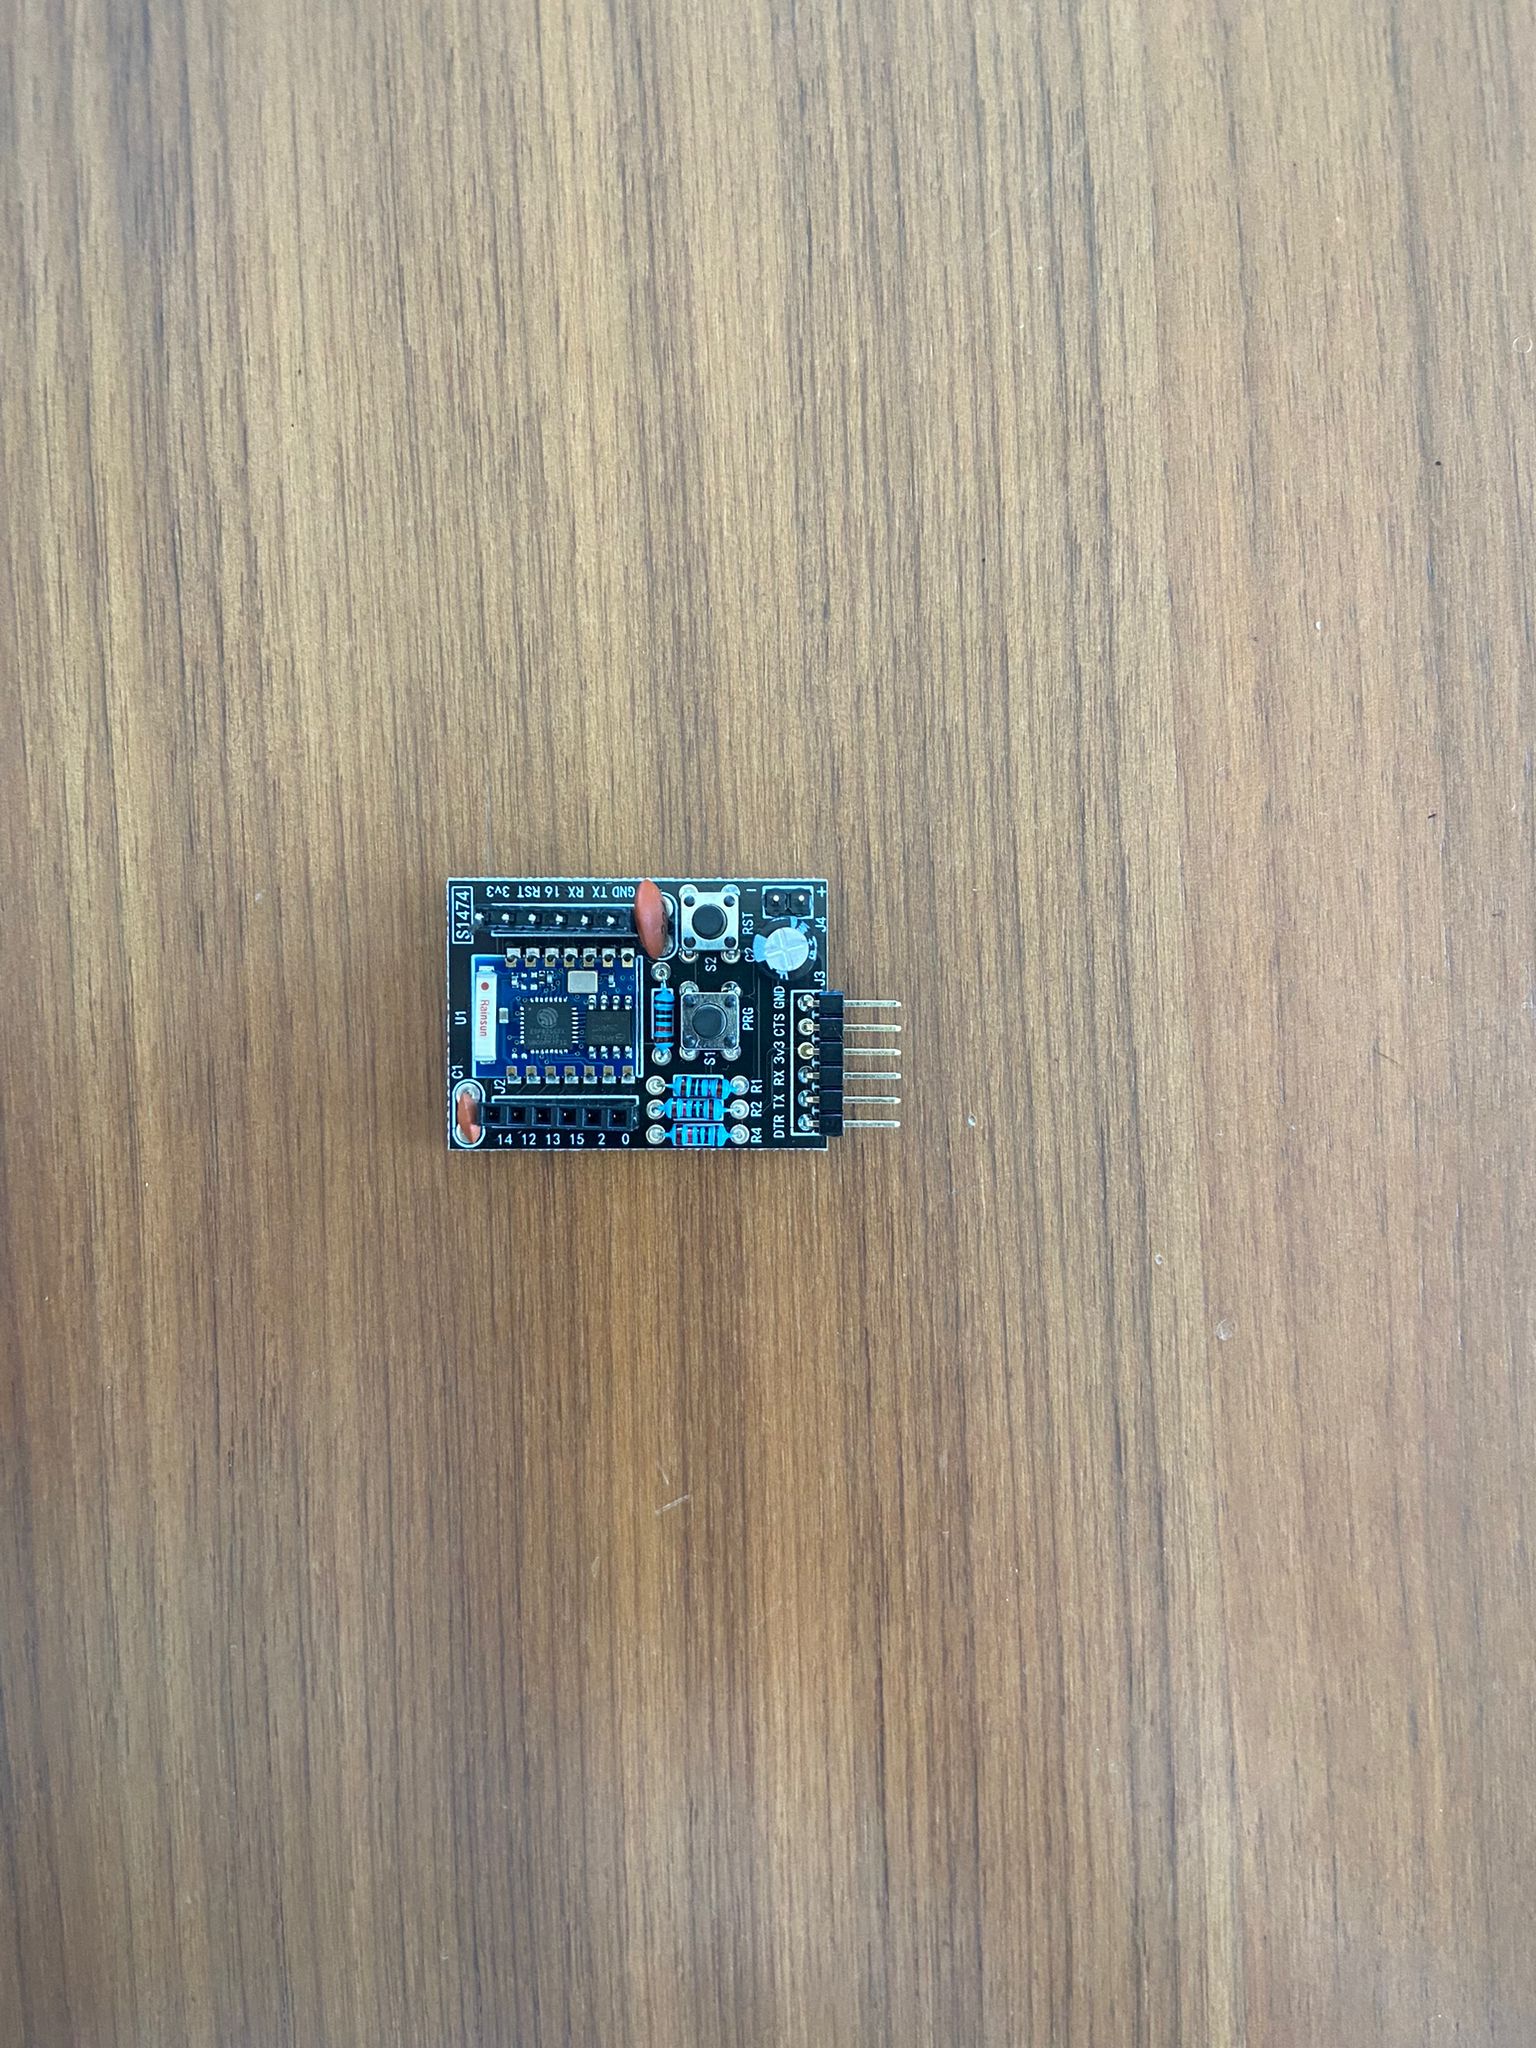 S1474
3v3
RST
16
RX
TX
GND
U1
Rainsun
C1
J2
14 12 13 15 2 0
S2
RST
C2
S1
PRG
R1
R2
R4
−
+
J4
J3
DTR TX RX 3v3 CTS GND